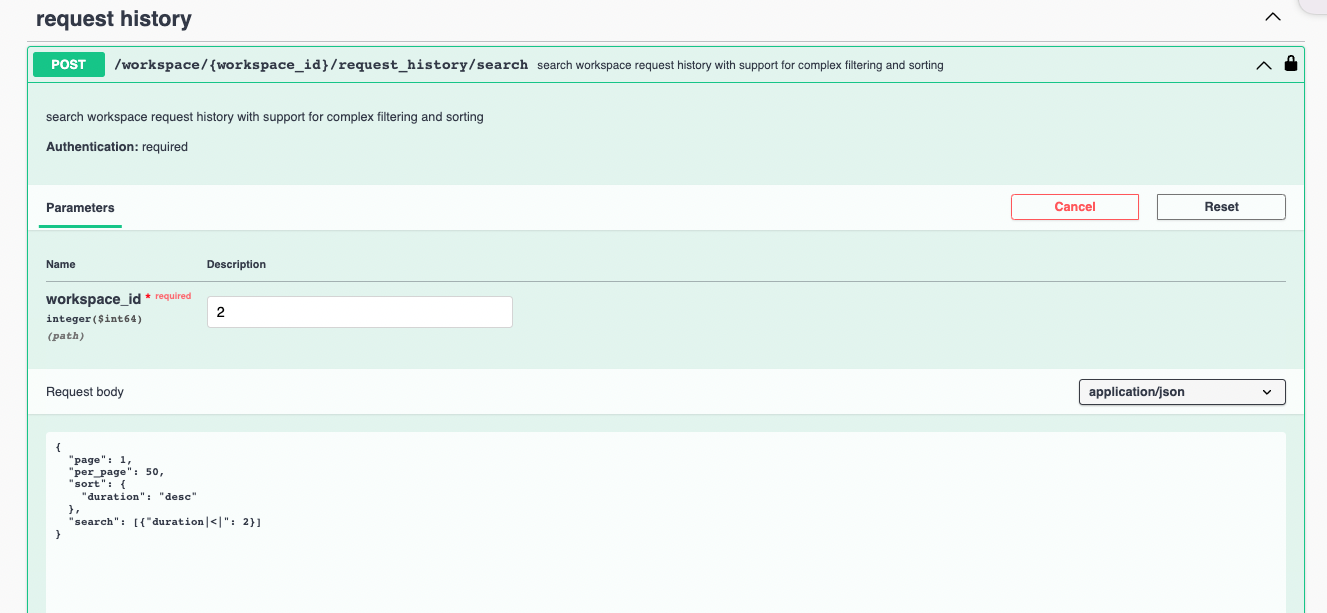 request history
POST /workspace/{workspace_id}/request_history/search search workspace request history with support for complex filtering and sorting
search workspace request history with support for complex filtering and sorting
Authentication: required
Parameters
Cancel
Reset
Name
Description
workspace_id * required
integer($int64)
(path)
2
Request body
application/json
{
  "page": 1,
  "per_page": 50,
  "sort": {
    "duration": "desc"
  },
  "search": [{"duration|<|": 2}]
}